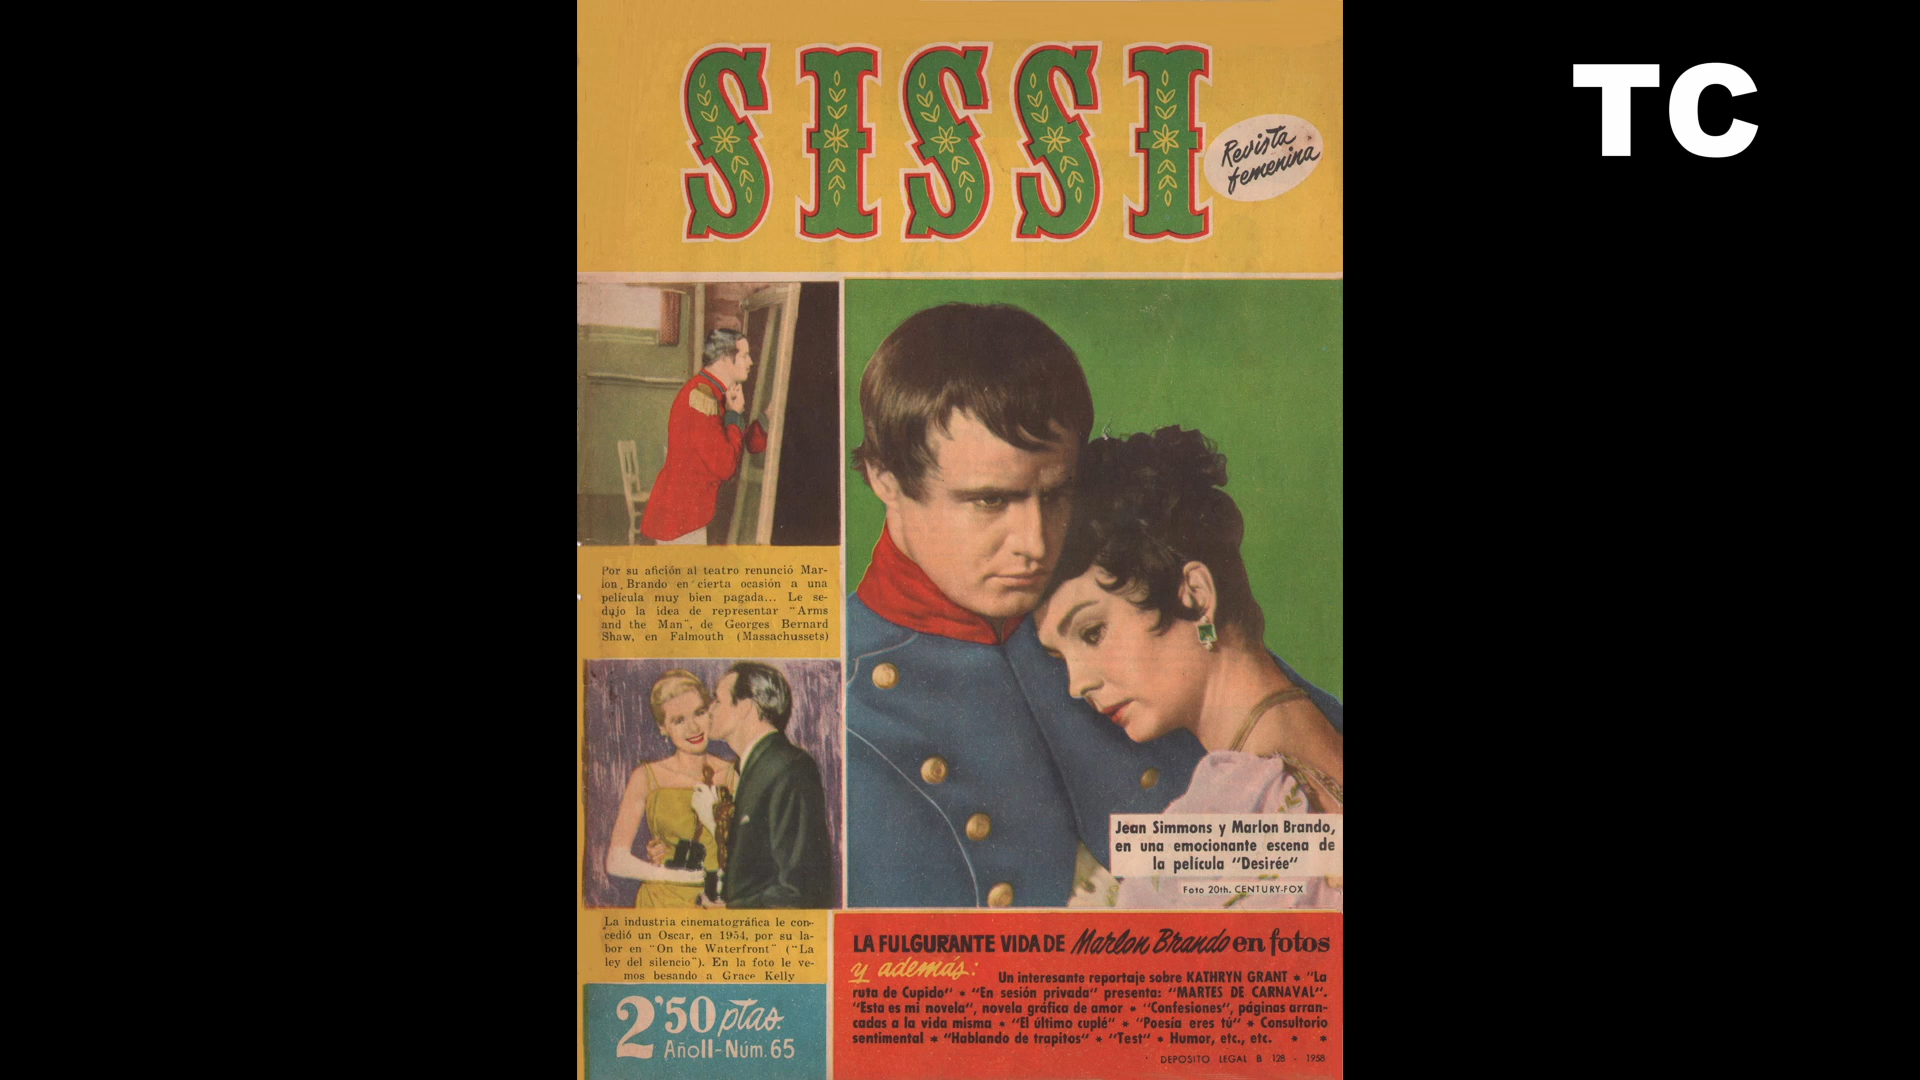 SISSI
Revista
femenina
TC
Por su afición al teatro renunció Mar-
lon Brando en cierta ocasión a una
película muy bien pagada... Le se-
dujo la idea de representar "Arms
and the Man", de Georges Bernard
Shaw, en Falmouth (Massachussets)
Jean Simmons y Marlon Brando,
en una emocionante escena de
la película "Desirée"
Foto 20th. CENTURY-FOX
La industria cinematográfica le con-
cedió un Oscar, en 1954, por su la-
bor en "On the Waterfront" ("La
ley del silencio"). En la foto le ve-
mos besando a Grace Kelly
2'50 ptas.
Año II - Núm. 65
LA FULGURANTE VIDA DE Marlon Brando en fotos
y además:
Un interesante reportaje sobre KATHRYN GRANT * "La
ruta de Cupido" * "En sesión privada" presenta: "MARTES DE CARNAVAL".
"Esta es mi novela", novela gráfica de amor * "Confesiones", páginas arran-
cadas a la vida misma * "El último cuplé" * "Poesía eres tú" * Consultorio
sentimental * "Hablando de trapitos" * "Test" * Humor, etc., etc. * *
DEPOSITO LEGAL B 128 - 1958